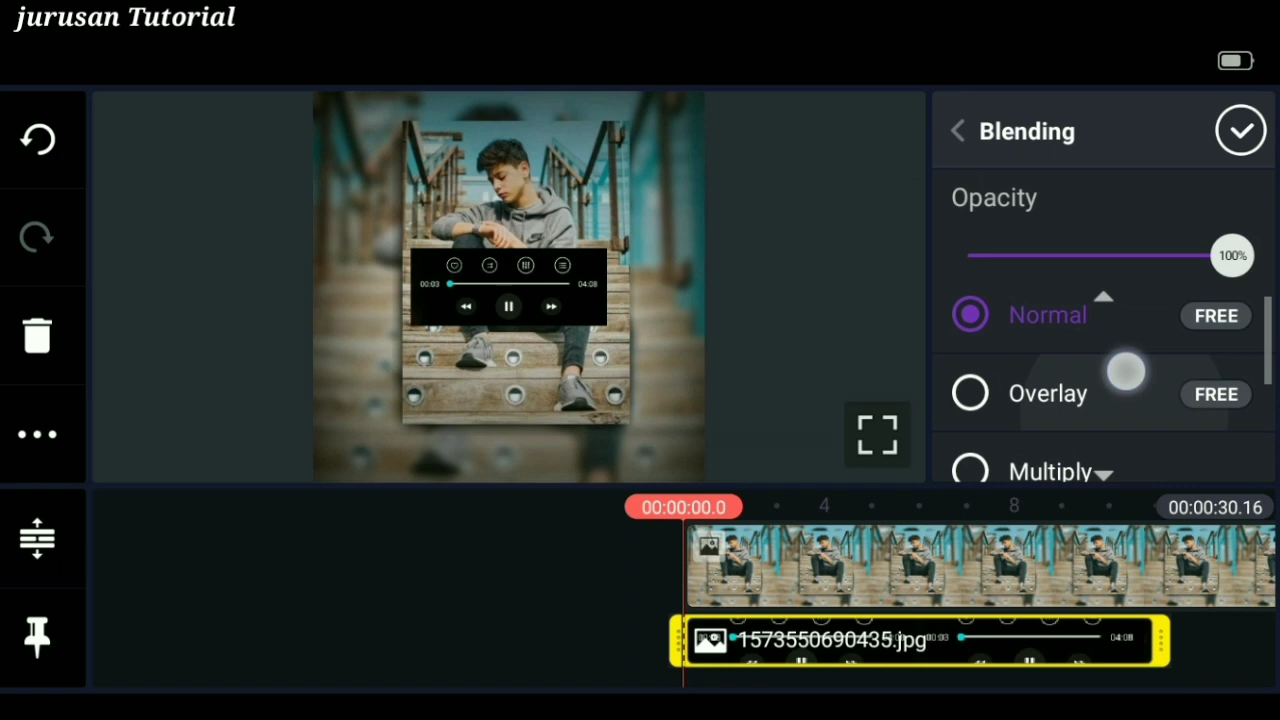 jurusan Tutorial
Blending
Opacity
100%
Normal
FREE
Overlay
FREE
Multiply
00:03
04:08
00:00:00.0
4
8
00:00:30.16
1573550690435.jpg
00:03
04:08